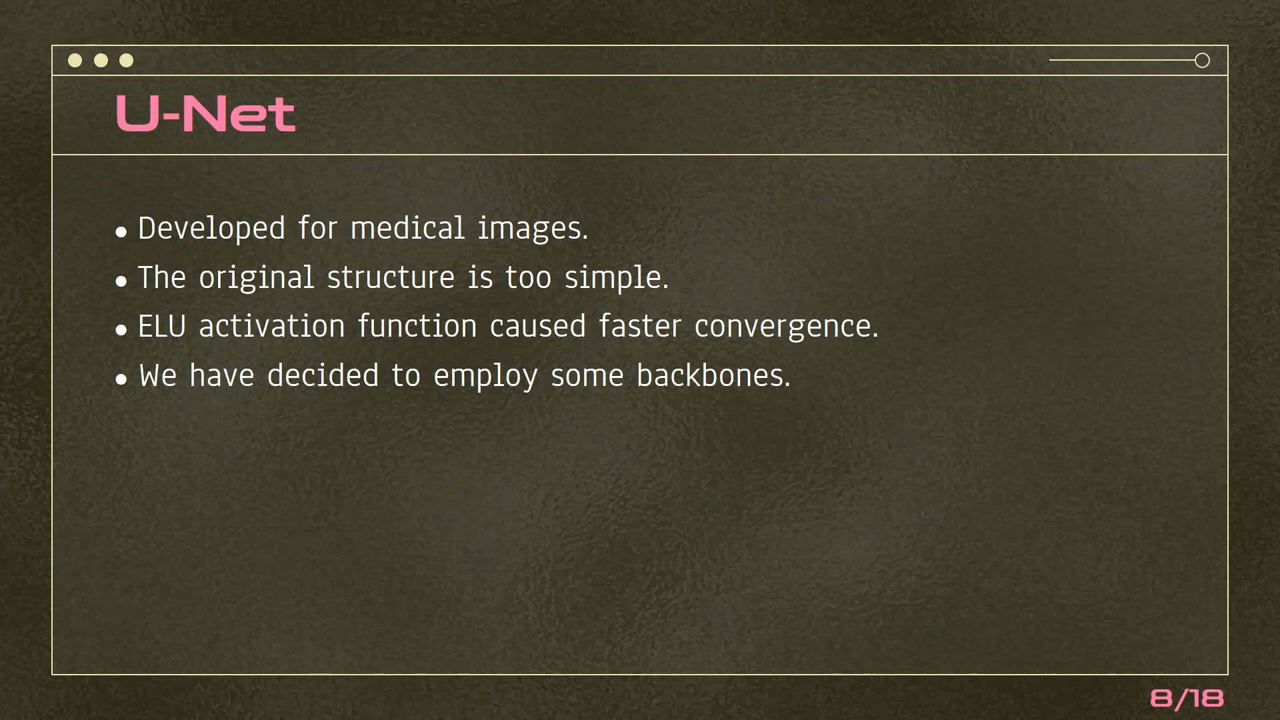 U-Net
• Developed for medical images.
• The original structure is too simple.
• ELU activation function caused faster convergence.
• We have decided to employ some backbones.
8/18